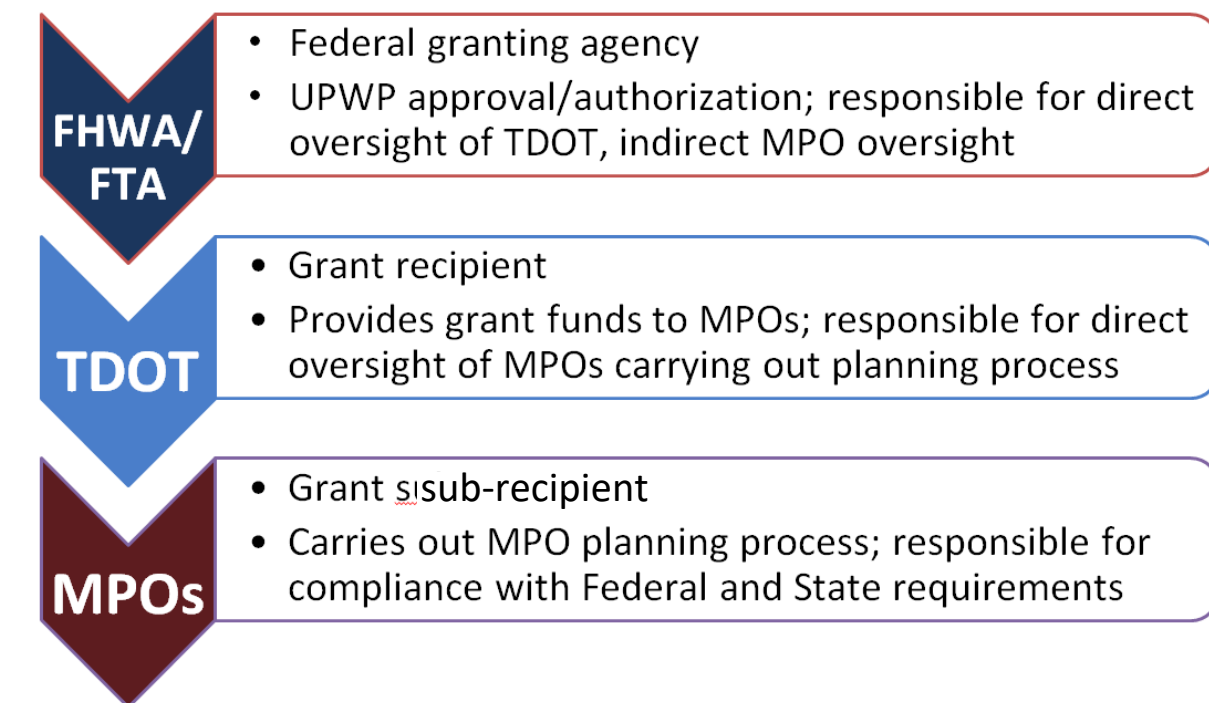 FHWA/
FTA
• Federal granting agency
• UPWP approval/authorization; responsible for direct
oversight of TDOT, indirect MPO oversight
TDOT
• Grant recipient
• Provides grant funds to MPOs; responsible for direct
oversight of MPOs carrying out planning process
MPOs
• Grant sub-recipient
• Carries out MPO planning process; responsible for
compliance with Federal and State requirements